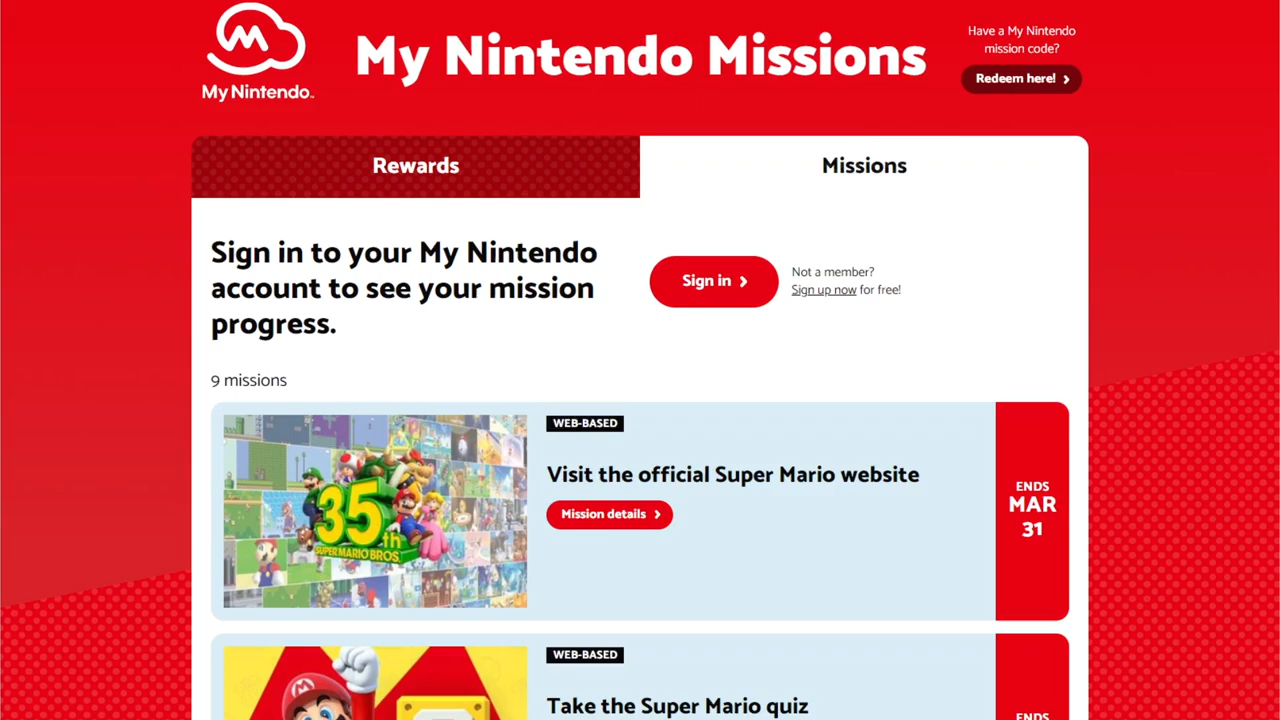 My Nintendo™
My Nintendo Missions
Have a My Nintendo
mission code?
Redeem here!
Rewards
Missions
Sign in to your My Nintendo
account to see your mission
progress.
Sign in
Not a member?
Sign up now for free!
9 missions
35th
SUPER MARIO BROS.
WEB-BASED
Visit the official Super Mario website
Mission details
ENDS
MAR
31
WEB-BASED
Take the Super Mario quiz
ENDS